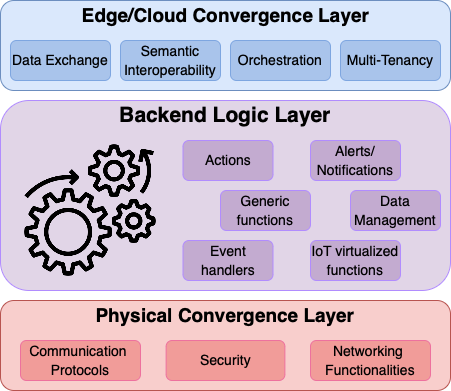 Edge/Cloud Convergence Layer
Data Exchange
Semantic
Interoperability
Orchestration
Multi-Tenancy
Backend Logic Layer
Actions
Alerts/
Notifications
Generic
functions
Data
Management
Event
handlers
IoT virtualized
functions
Physical Convergence Layer
Communication
Protocols
Security
Networking
Functionalities